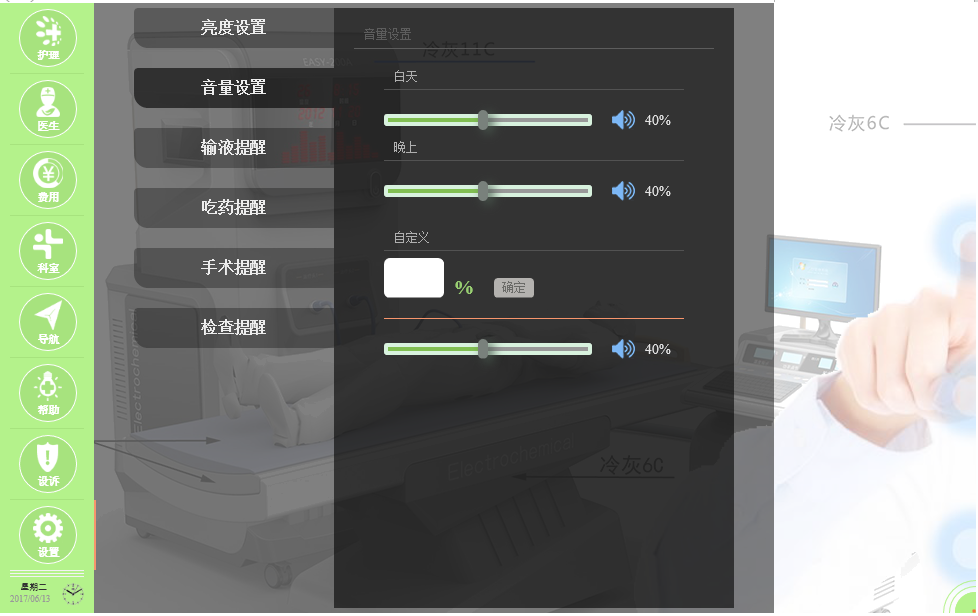 护理
医生
费用
科室
导航
帮助
设诉
设置
星期二
2017/06/13
亮度设置
音量设置
输液提醒
吃药提醒
手术提醒
检查提醒
音量设置
冷灰11C
白天
40%
晚上
40%
自定义
%
确定
40%
Electrochemical
Electrochemical
冷灰6C
冷灰6C